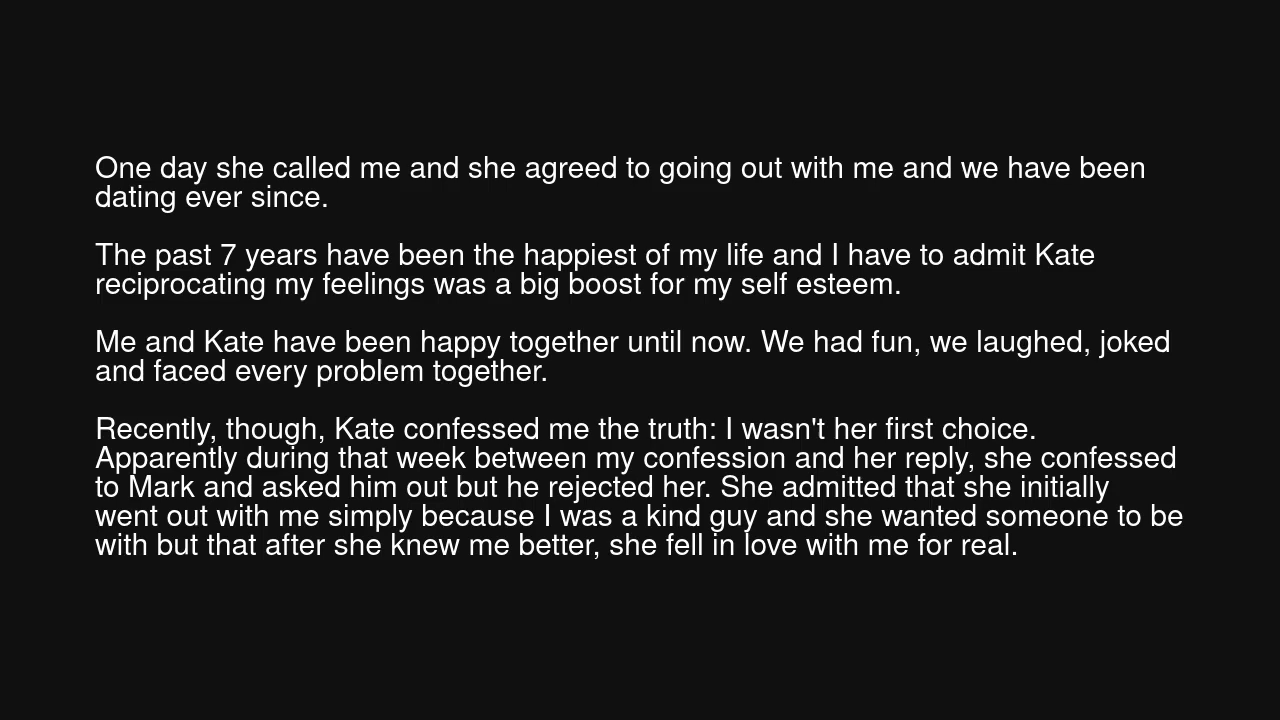 One day she called me and she agreed to going out with me and we have been
dating ever since.
The past 7 years have been the happiest of my life and I have to admit Kate
reciprocating my feelings was a big boost for my self esteem.
Me and Kate have been happy together until now. We had fun, we laughed, joked
and faced every problem together.
Recently, though, Kate confessed me the truth: I wasn't her first choice.
Apparently during that week between my confession and her reply, she confessed
to Mark and asked him out but he rejected her. She admitted that she initially
went out with me simply because I was a kind guy and she wanted someone to be
with but that after she knew me better, she fell in love with me for real.